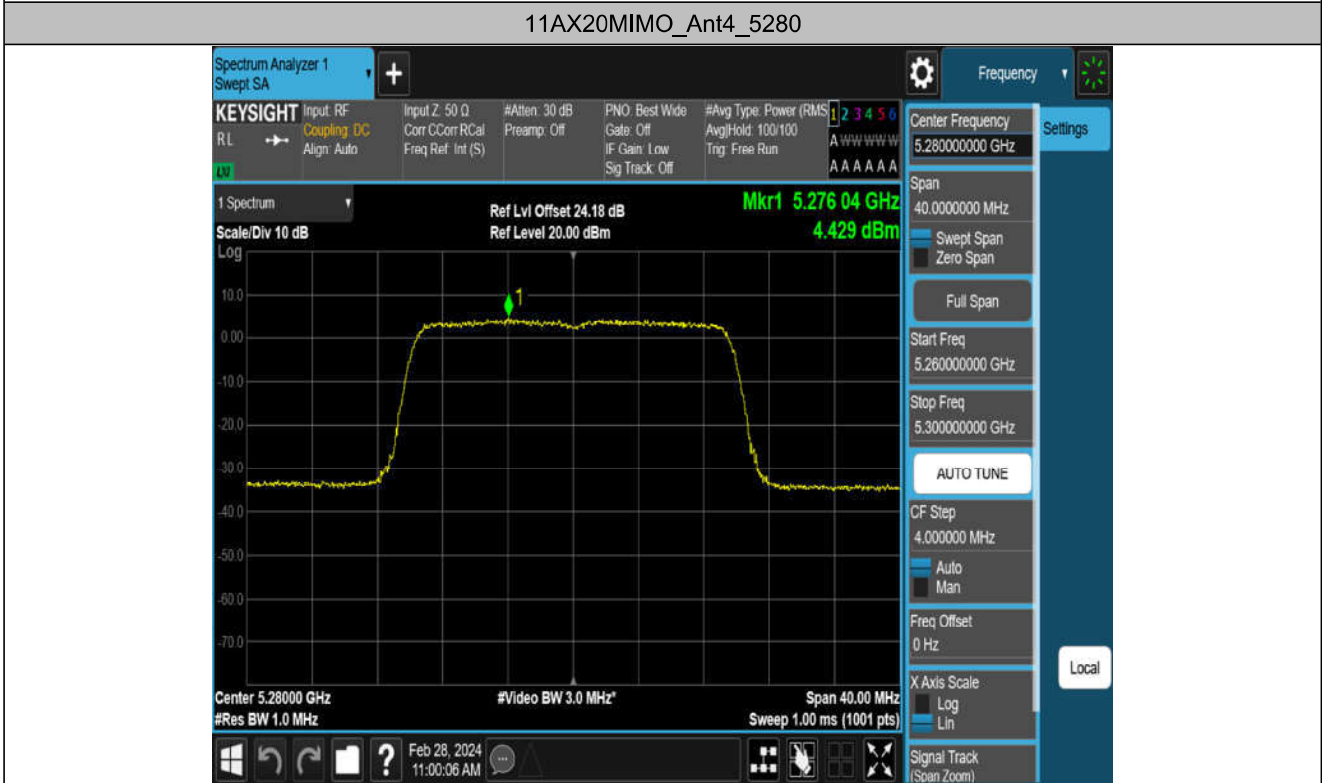 11AX20MIMO_Ant4_5280
Spectrum Analyzer 1
Swept SA
+
Frequency
KEYSIGHT
RL
LXI
Input: RF
Coupling: DC
Align: Auto
Input Z: 50 Ω
Corr CCorr RCal
Freq Ref: Int (S)
#Atten: 30 dB
Preamp: Off
PNO: Best Wide
Gate: Off
IF Gain: Low
Sig Track: Off
#Avg Type: Power (RMS
Avg|Hold: 100/100
Trig: Free Run
1 2 3 4 5 6
A W W W W W
A A A A A A
Center Frequency
5.280000000 GHz
Settings
1 Spectrum
Scale/Div 10 dB
Ref Lvl Offset 24.18 dB
Ref Level 20.00 dBm
Mkr1 5.276 04 GHz
4.429 dBm
Span
40.0000000 MHz
Swept Span
Zero Span
Full Span
Start Freq
5.260000000 GHz
Stop Freq
5.300000000 GHz
AUTO TUNE
CF Step
4.000000 MHz
Auto
Man
Freq Offset
0 Hz
X Axis Scale
Log
Lin
Signal Track
(Span Zoom)
Local
Log
1
10.0
0.00
-10.0
-20.0
-30.0
-40.0
-50.0
-60.0
-70.0
Center 5.28000 GHz
#Video BW 3.0 MHz*
Span 40.00 MHz
#Res BW 1.0 MHz
Sweep 1.00 ms (1001 pts)
?
Feb 28, 2024
11:00:06 AM